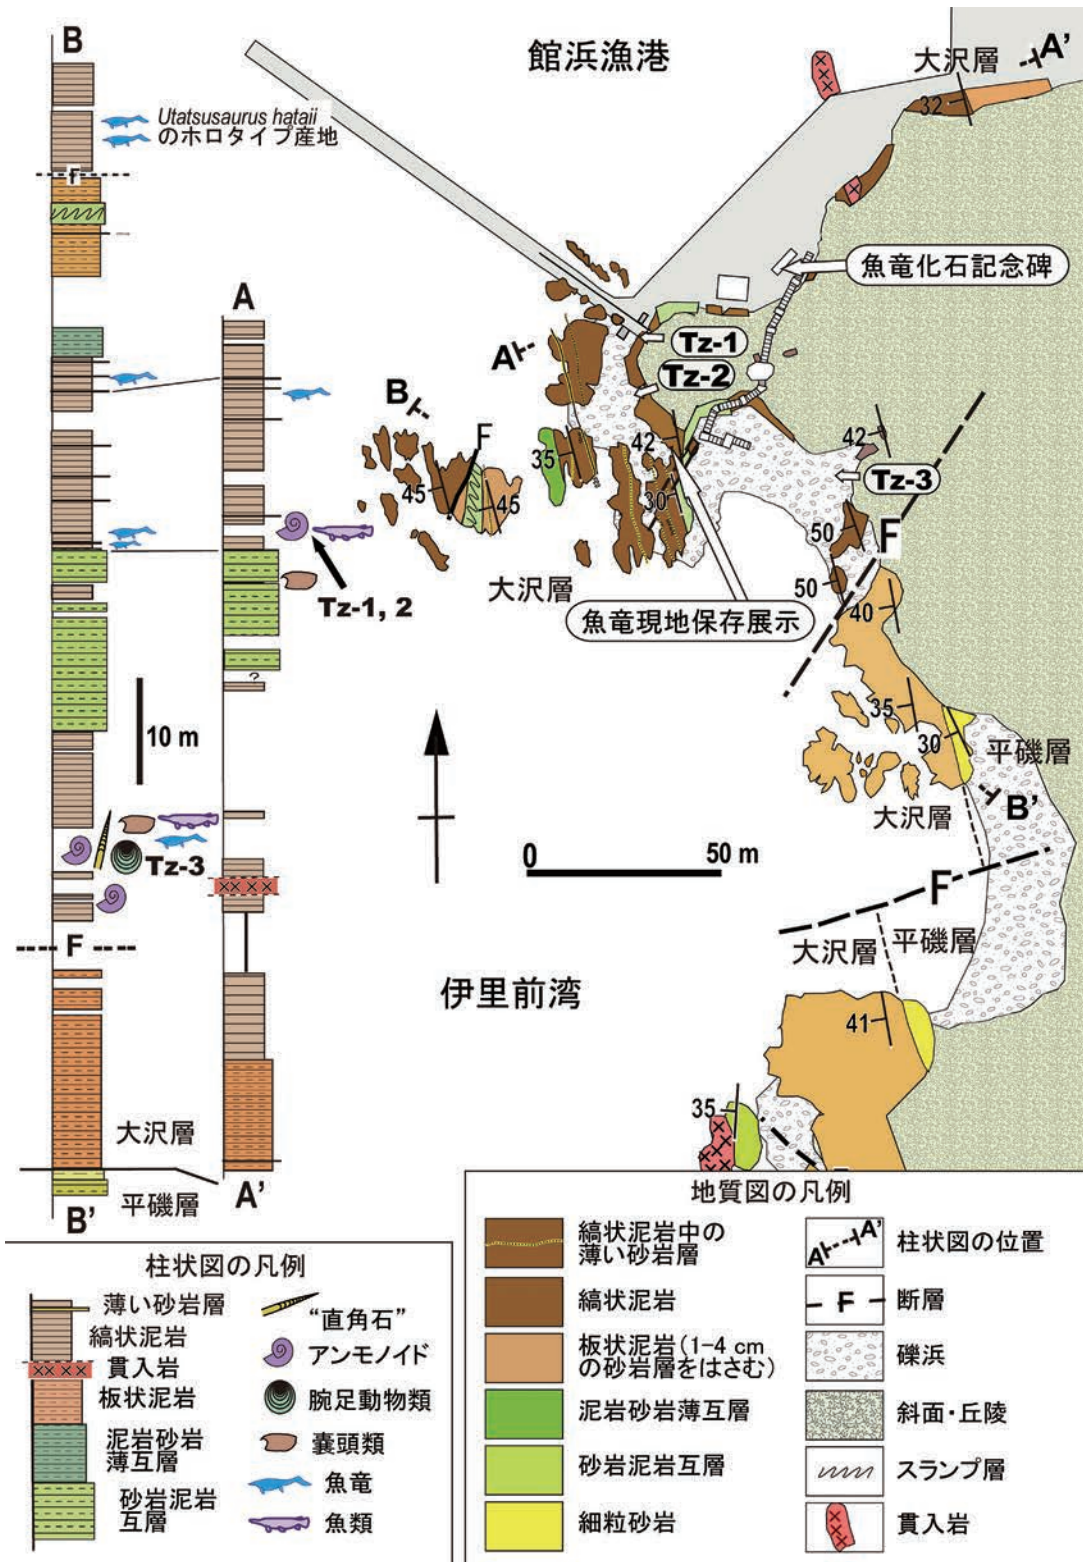 B
Utatsusaurus hataii
のホロタイプ産地
F
A
Tz-1, 2
10 m
Tz-3
F
大沢層
平磯層
B'
A'
館浜漁港
大沢層
A'
32
魚竜化石記念碑
Tz-1
Tz-2
A
B
F
42
42
35
Tz-3
45
45
30
50
F
大沢層
50
魚竜現地保存展示
40
35
30
平磯層
B'
大沢層
0
50 m
F
大沢層
平磯層
伊里前湾
41
35
?
柱状図の凡例
薄い砂岩層
縞状泥岩
貫入岩
板状泥岩
泥岩砂岩
薄互層
砂岩泥岩
互層
“直角石”
アンモノイド
腕足動物類
嚢頭類
魚竜
魚類
地質図の凡例
縞状泥岩中の
薄い砂岩層
縞状泥岩
板状泥岩(1-4 cm
の砂岩層をはさむ)
泥岩砂岩薄互層
砂岩泥岩互層
細粒砂岩
A
A'
柱状図の位置
F
断層
礫浜
斜面・丘陵
スランプ層
貫入岩